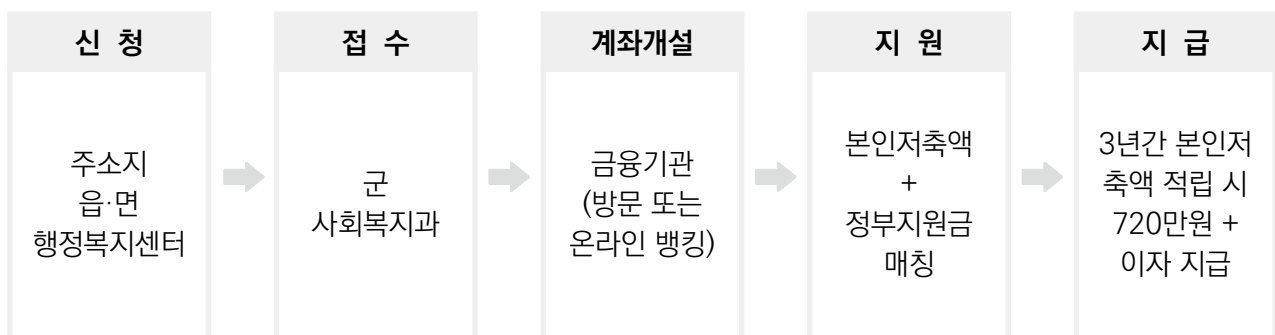 신 청
주소지
읍·면
행정복지센터
접 수
군
사회복지과
계좌개설
금융기관
(방문 또는
온라인 뱅킹)
지 원
본인저축액
+
정부지원금
매칭
지 급
3년간 본인저
축액 적립 시
720만원 +
이자 지급